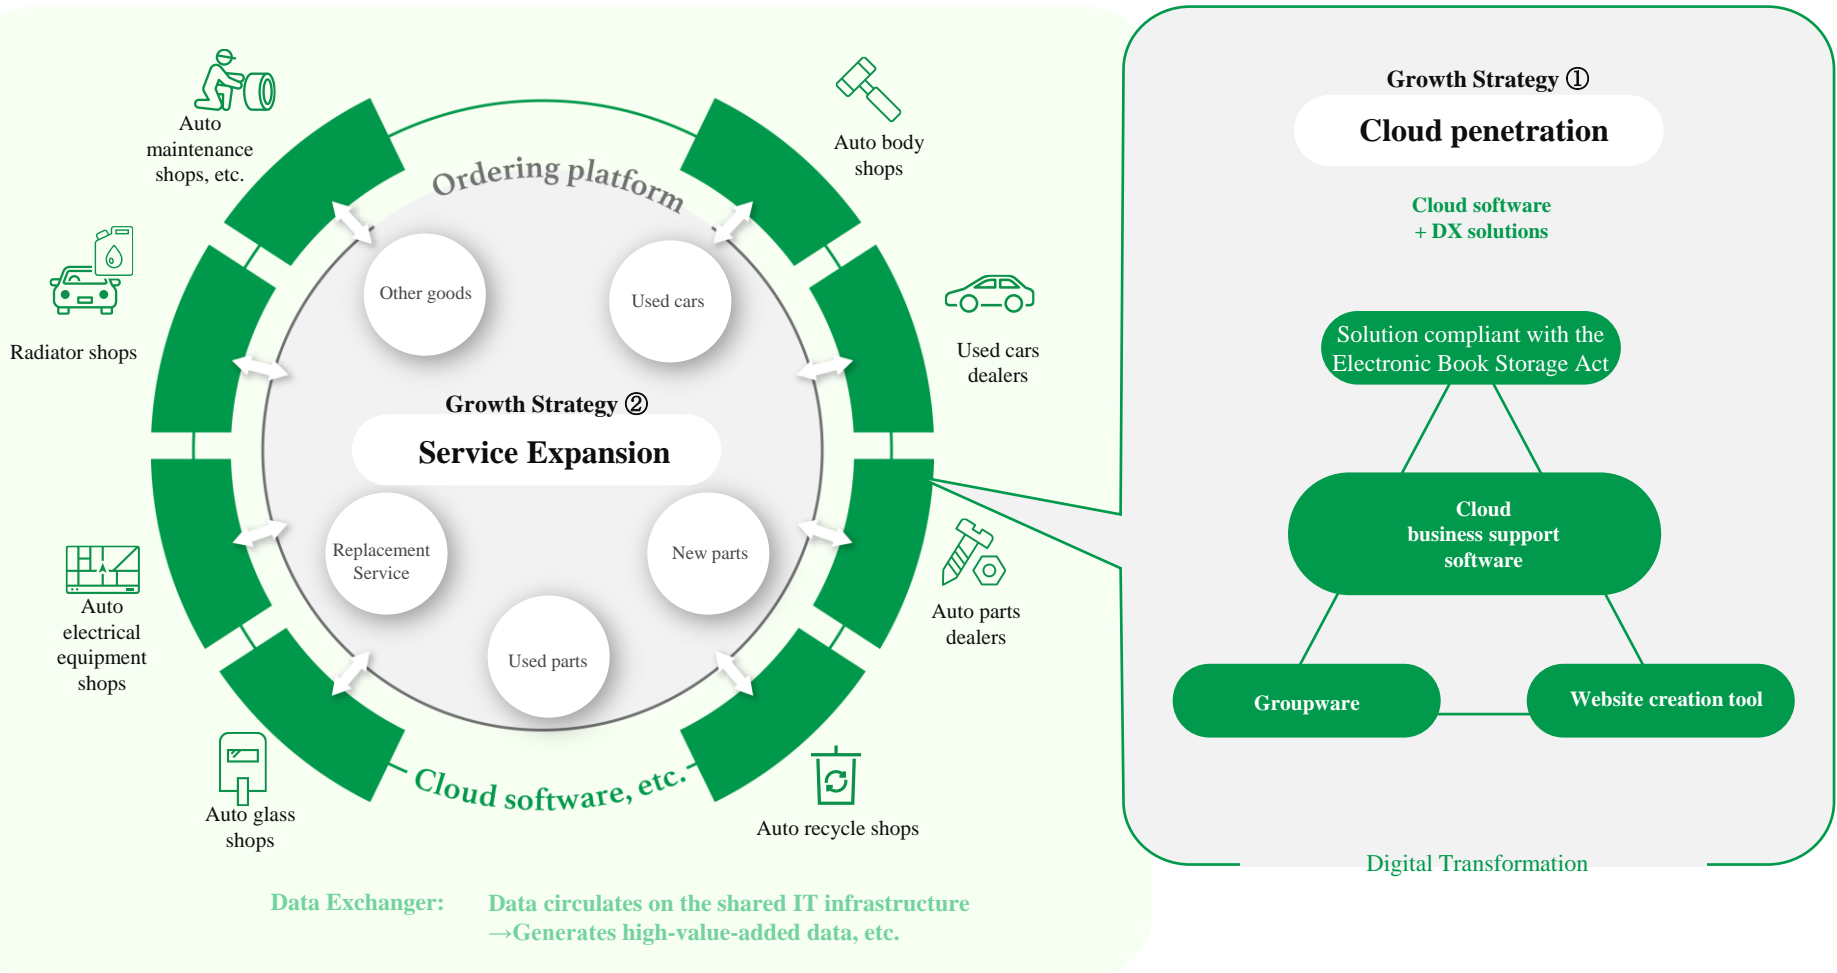 Auto
maintenance
shops, etc.
Radiator shops
Auto
electrical
equipment
shops
Auto glass
shops
Auto body
shops
Used cars
dealers
Auto parts
dealers
Auto recycle shops
Ordering platform
Other goods
Used cars
Growth Strategy ②
Service Expansion
Replacement
Service
New parts
Used parts
Cloud software, etc.
Data Exchanger:
Data circulates on the shared IT infrastructure
→Generates high-value-added data, etc.
Growth Strategy ①
Cloud penetration
Cloud software
+ DX solutions
Solution compliant with the
Electronic Book Storage Act
Cloud
business support
software
Groupware
Website creation tool
Digital Transformation